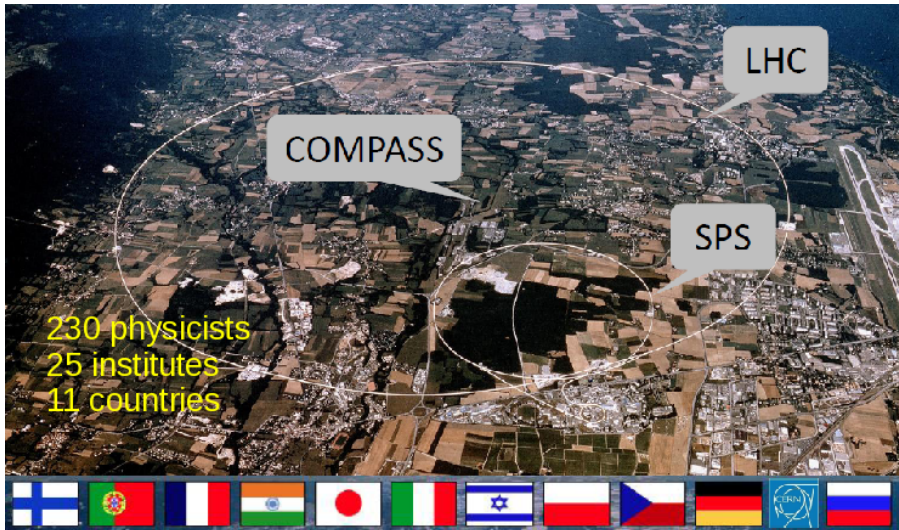 LHC
COMPASS
SPS
230 physicists
25 institutes
11 countries
CERN